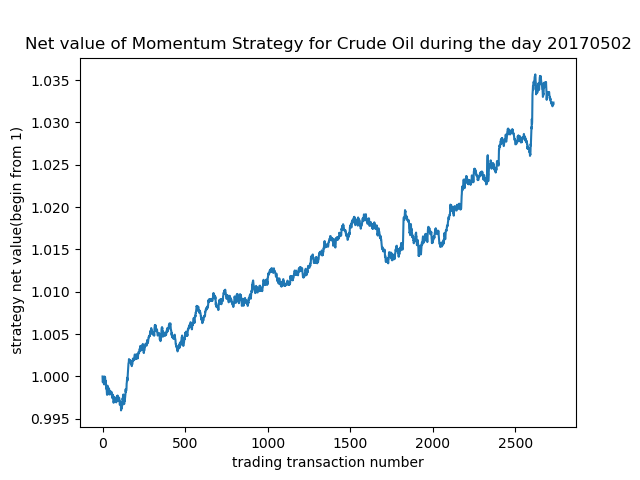 Net value of Momentum Strategy for Crude Oil during the day 20170502
1.035
1.030
1.025
1.020
1.015
1.010
1.005
1.000
0.995
strategy net value(begin from 1)
0 500 1000 1500 2000 2500
trading transaction number